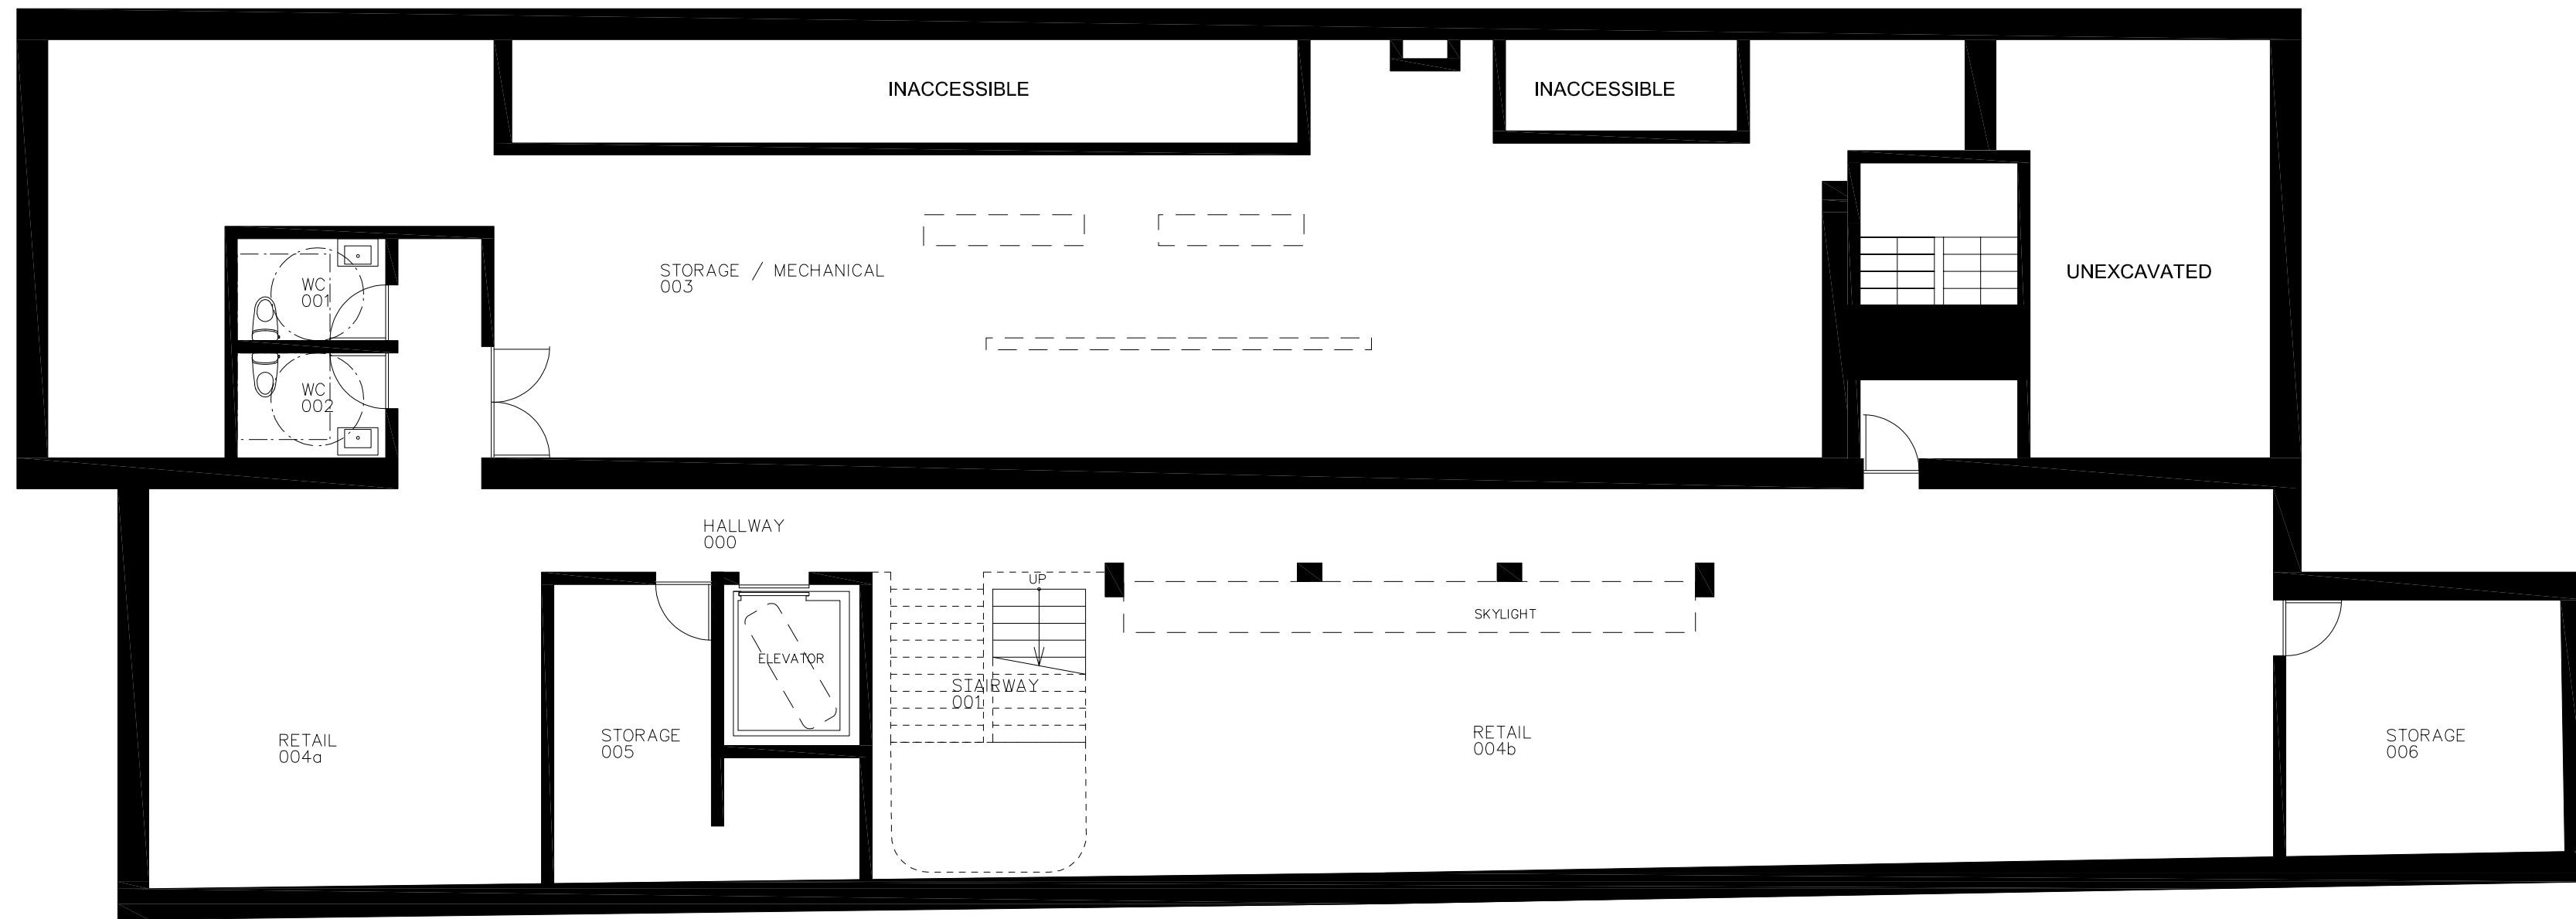 INACCESSIBLE
INACCESSIBLE
STORAGE / MECHANICAL
003
UNEXCAVATED
WC
001
WC
002
HALLWAY
000
UP
SKYLIGHT
ELEVATOR
STAIRWAY
001
RETAIL
004a
STORAGE
005
RETAIL
004b
STORAGE
006